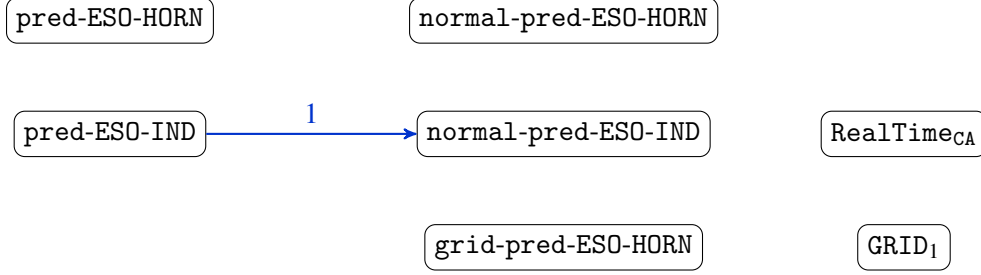 pred-ESO-HORN normal-pred-ESO-HORN
1
pred-ESO-IND normal-pred-ESO-IND RealTime_CA
grid-pred-ESO-HORN GRID_1